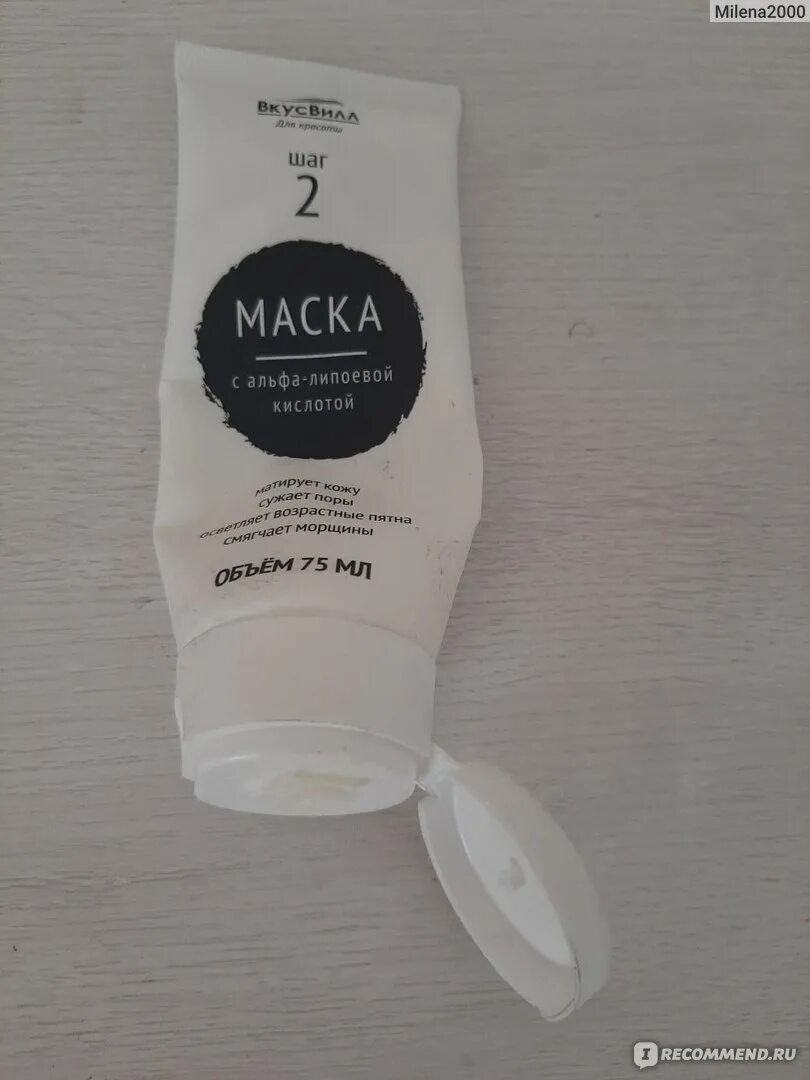 Milena2000
ВкусВилл
Для красоты
шаг
2
МАСКА
с альфа-липоевой
кислотой
матирует кожу
сужает поры
осветляет возрастные пятна
смягчает морщины
ОБЪЁМ 75 МЛ
IRECOMMEND.RU